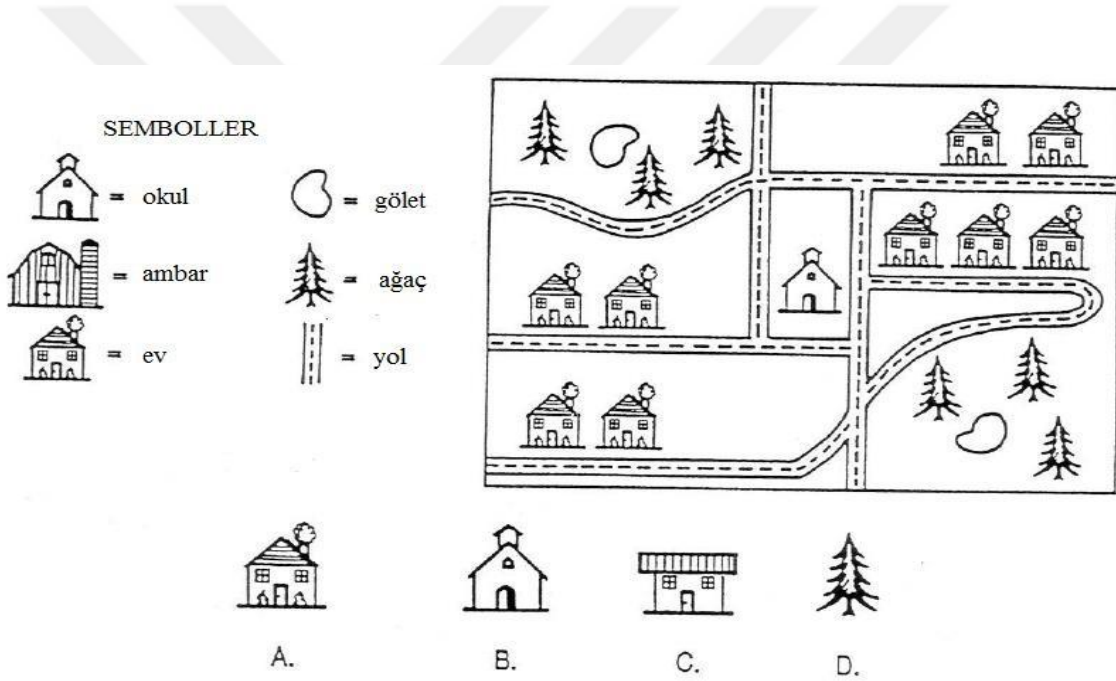 SEMBOLLER
= okul
= gölet
= ambar
= ağaç
= ev
= yol
A.
B.
C.
D.